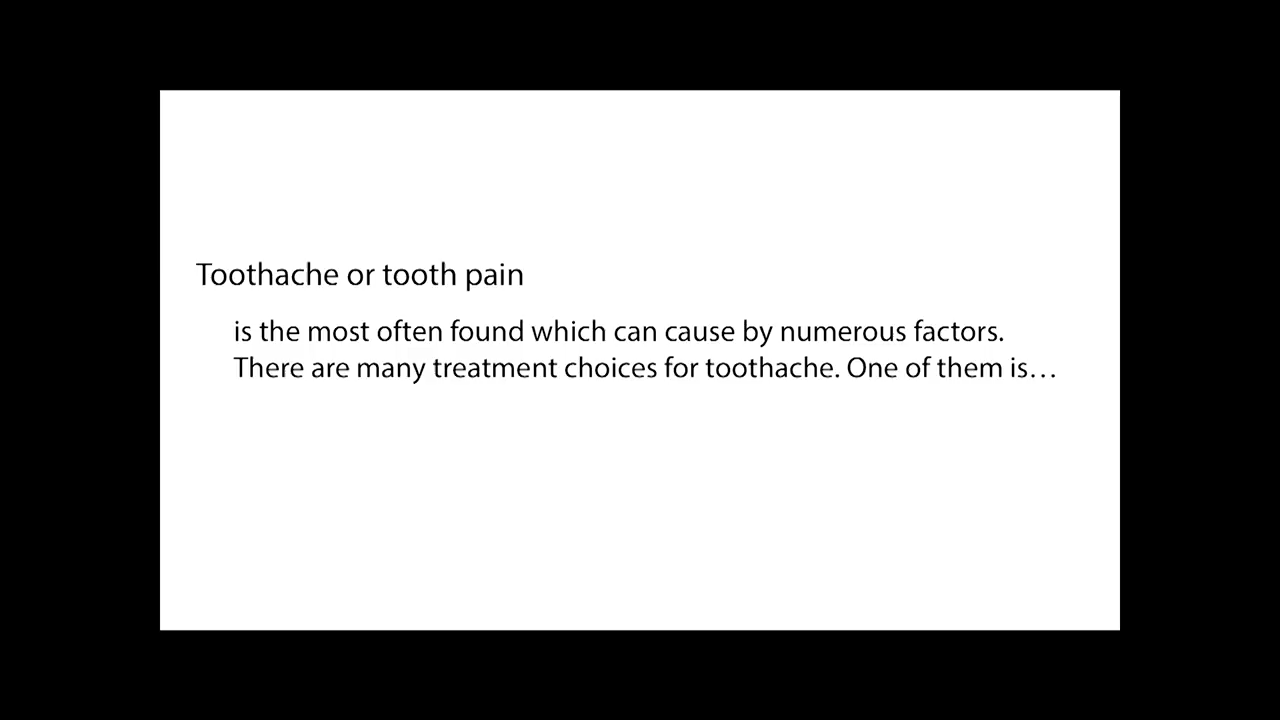 Toothache or tooth pain
is the most often found which can cause by numerous factors.
There are many treatment choices for toothache. One of them is…